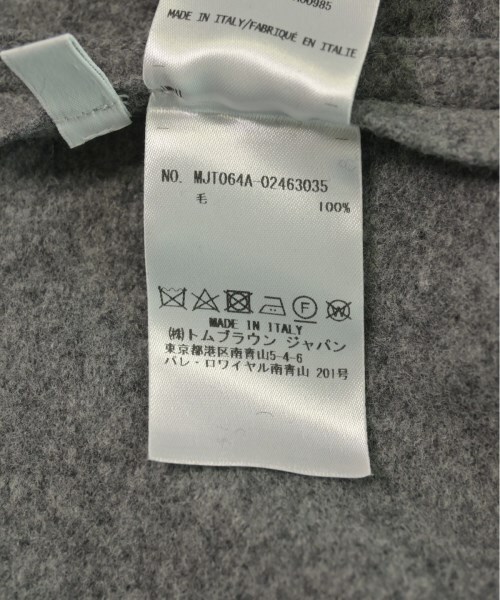 MADE IN ITALY/FABRIQUÉ EN ITALIE
NO. MJT064A-02463035
毛 100%
F W
MADE IN ITALY
㈱トムブラウン ジャパン
東京都港区南青山5-4-6
パレ・ロワイヤル南青山 201号